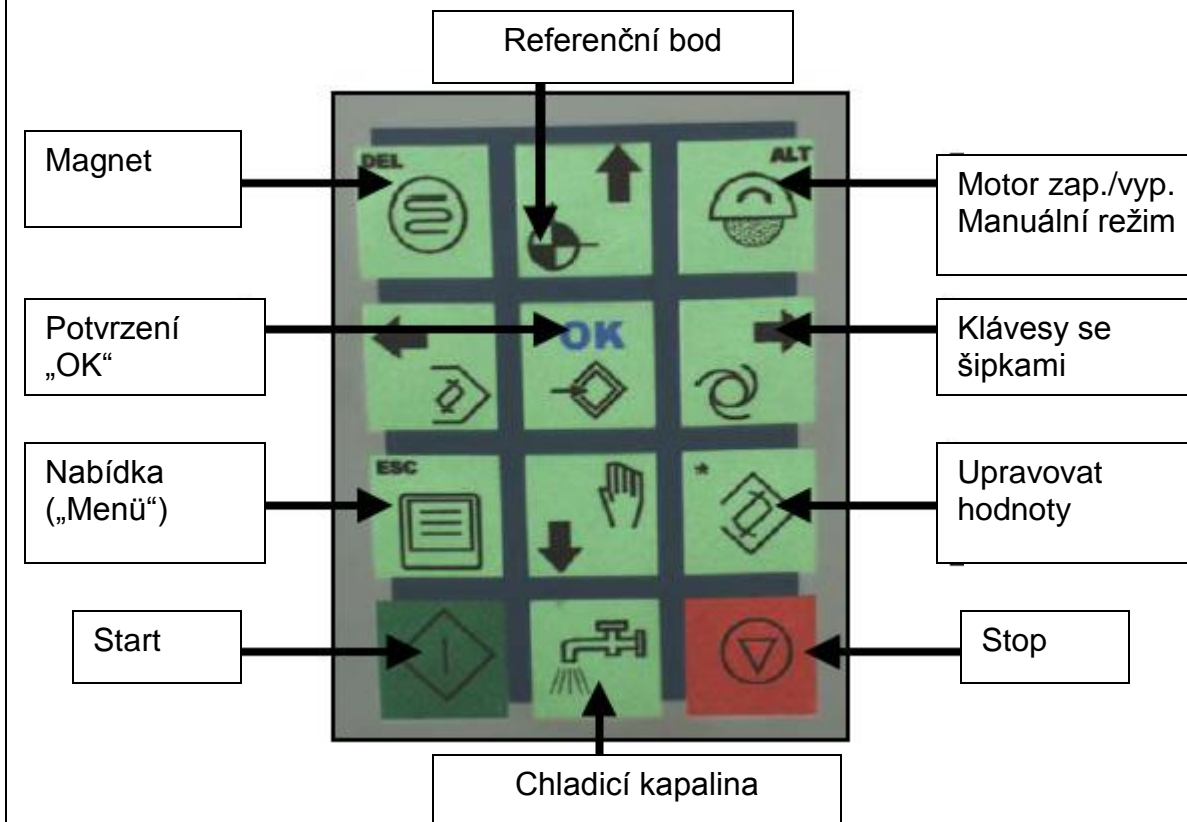 Referenční bod
Magnet
DEL
ALT
Motor zap./vyp.
Manuální režim
Potvrzení
„OK“
OK
Klávesy se
šipkami
Nabídka
(„Menü“)
ESC
*
Upravovat
hodnoty
Start
Stop
Chladicí kapalina